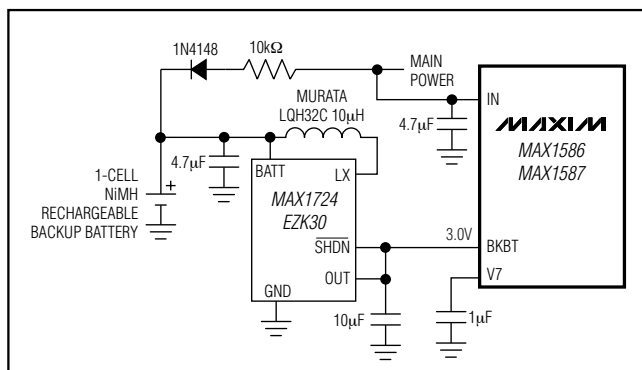 1N4148
10kΩ
MAIN
POWER
MURATA
LQH32C 10μH
IN
4.7μF
MAXIM
MAX1586
MAX1587
4.7μF
BATT
LX
1-CELL
NiMH
RECHARGEABLE
BACKUP BATTERY
+
MAX1724
EZK30
SHDN
3.0V
BKBT
OUT
V7
GND
10μF
1μF